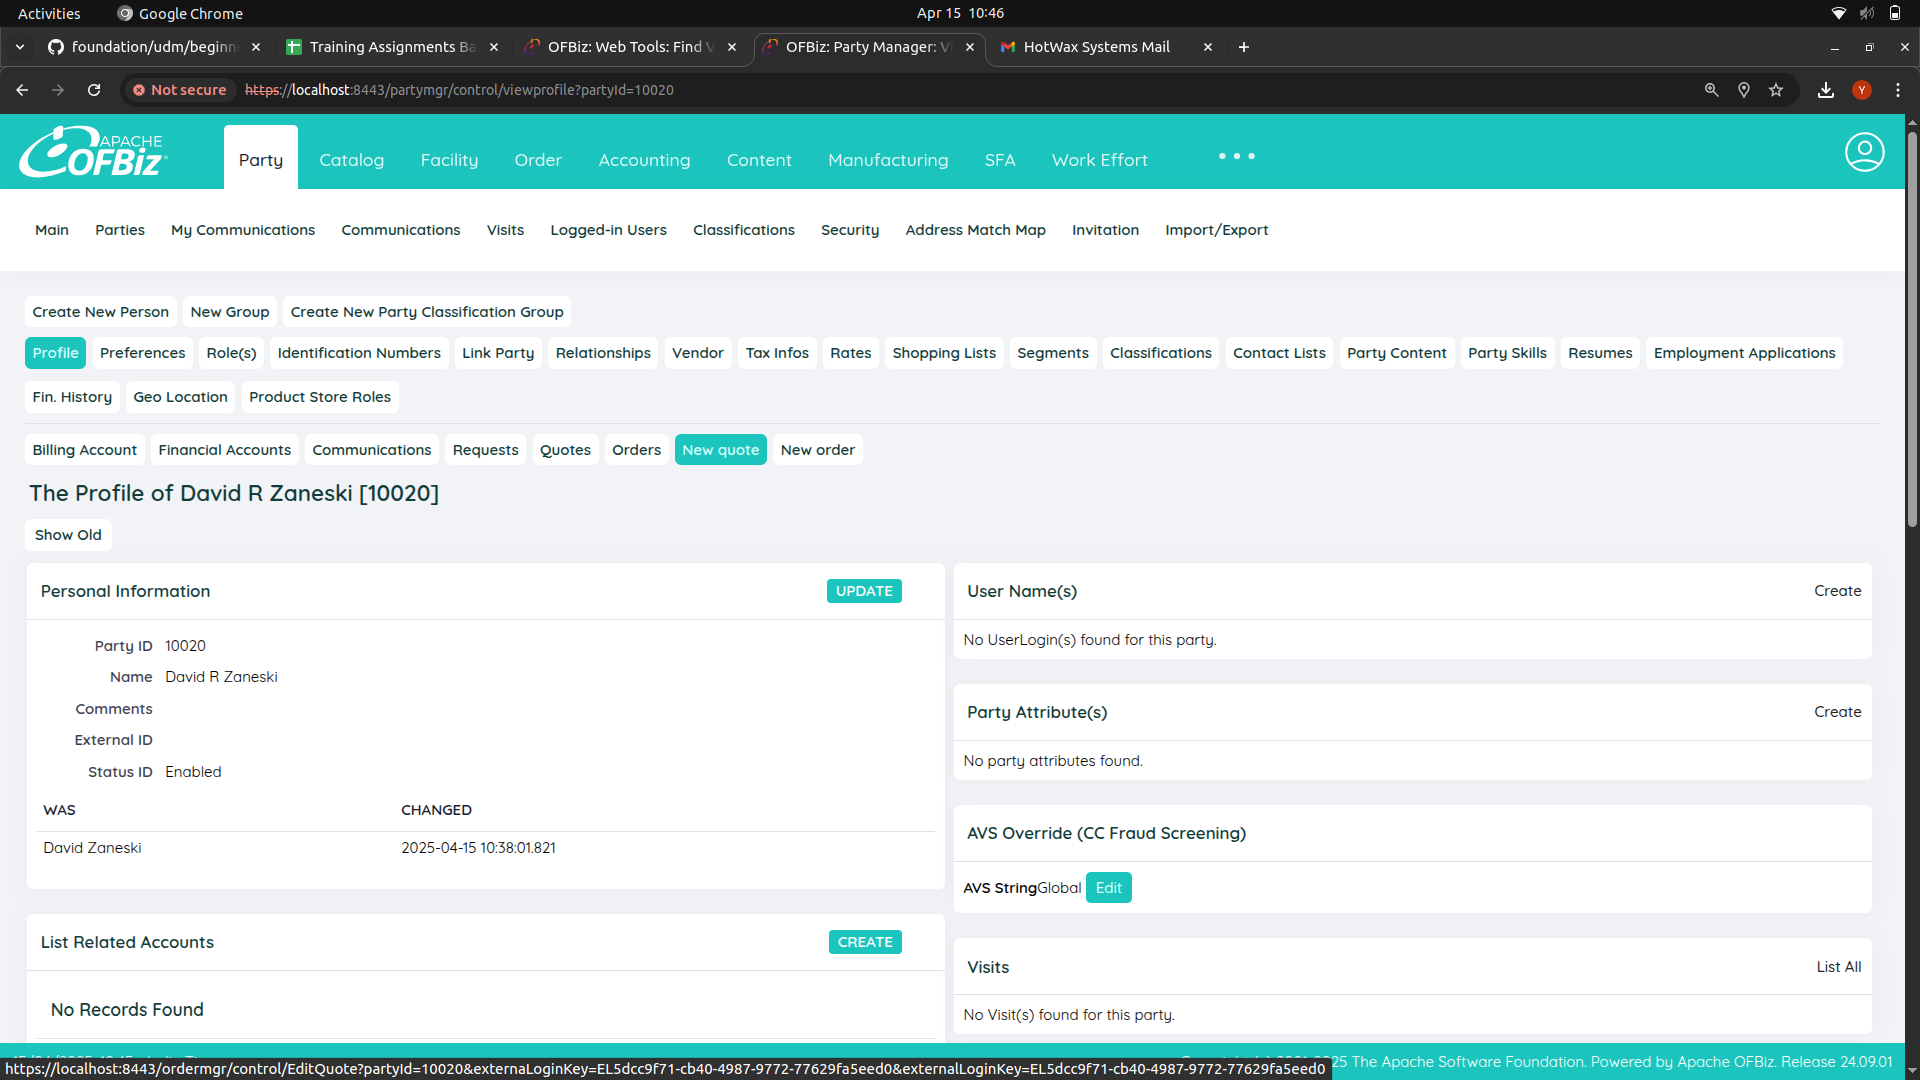 Activities Google Chrome Apr 15 10:46
foundation/udm/beginn Training Assignments Ba OFBiz: Web Tools: Find V OFBiz: Party Manager: Vi HotWax Systems Mail
Not secure https://localhost:8443/partymgr/control/viewprofile?partyId=10020 Y
APACHE OFBiz Party Catalog Facility Order Accounting Content Manufacturing SFA Work Effort
Main Parties My Communications Communications Visits Logged-in Users Classifications Security Address Match Map Invitation Import/Export
Create New Person New Group Create New Party Classification Group
Profile Preferences Role(s) Identification Numbers Link Party Relationships Vendor Tax Infos Rates Shopping Lists Segments Classifications Contact Lists Party Content Party Skills Resumes Employment Applications
Fin. History Geo Location Product Store Roles
Billing Account Financial Accounts Communications Requests Quotes Orders New quote New order
The Profile of David R Zaneski [10020]
Show Old
Personal Information UPDATE
Party ID 10020
Name David R Zaneski
Comments
External ID
Status ID Enabled
WAS CHANGED
David Zaneski 2025-04-15 10:38:01.821
List Related Accounts CREATE
No Records Found
User Name(s) Create
No UserLogin(s) found for this party.
Party Attribute(s) Create
No party attributes found.
AVS Override (CC Fraud Screening)
AVS StringGlobal Edit
Visits List All
No Visit(s) found for this party.
25 The Apache Software Foundation. Powered by Apache OFBiz. Release 24.09.01
https://localhost:8443/ordermgr/control/EditQuote?partyId=10020&externaLoginKey=EL5dcc9f71-cb40-4987-9772-77629fa5eed0&externalLoginKey=EL5dcc9f71-cb40-4987-9772-77629fa5eed0